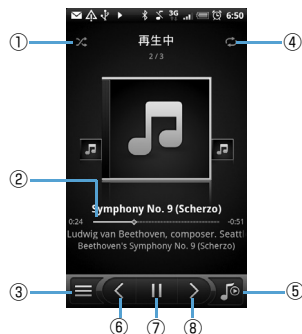 3G 6:50
① 再生中 ④
2 / 3
②
Symphony No. 9 (Scherzo)
0:24 -0:51
Ludwig van Beethoven, composer. Seatt
Beethoven's Symphony No. 9 (Scherzo)
③ ⑤
⑥ ⑦ ⑧